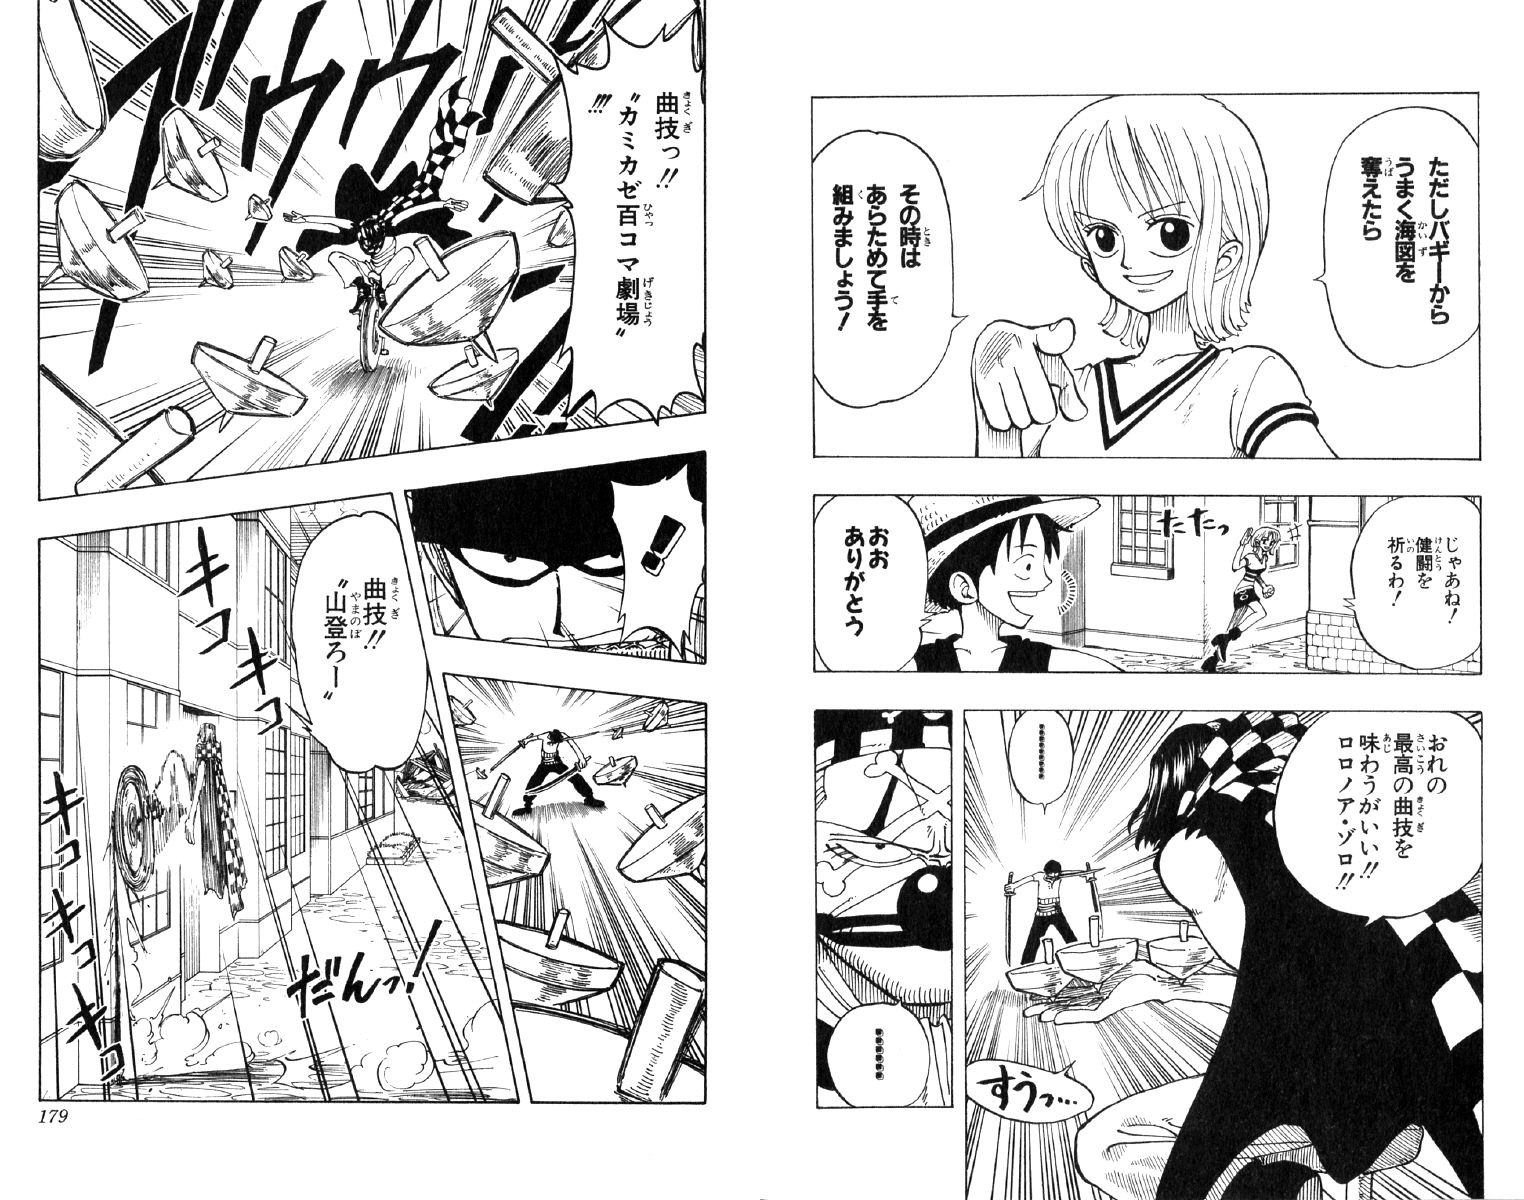 ただしバギーから
うまく海図を
奪えたら
その時は
あらためて手を
組みましょう!
じゃあね!
健闘を
祈るわ!
たたっ
おお
ありがとう
おれの
最高の曲技を
味わうがいい!!
ロロノア・ゾロ!!
…………
すうっ…
…………
曲技っ!!
“カミカゼ百コマ劇場”
!!!
ブウウウ
!!
曲技!!
“山登ろー”
キコキコキコ
キコキコキコキコ
だんっ!
179